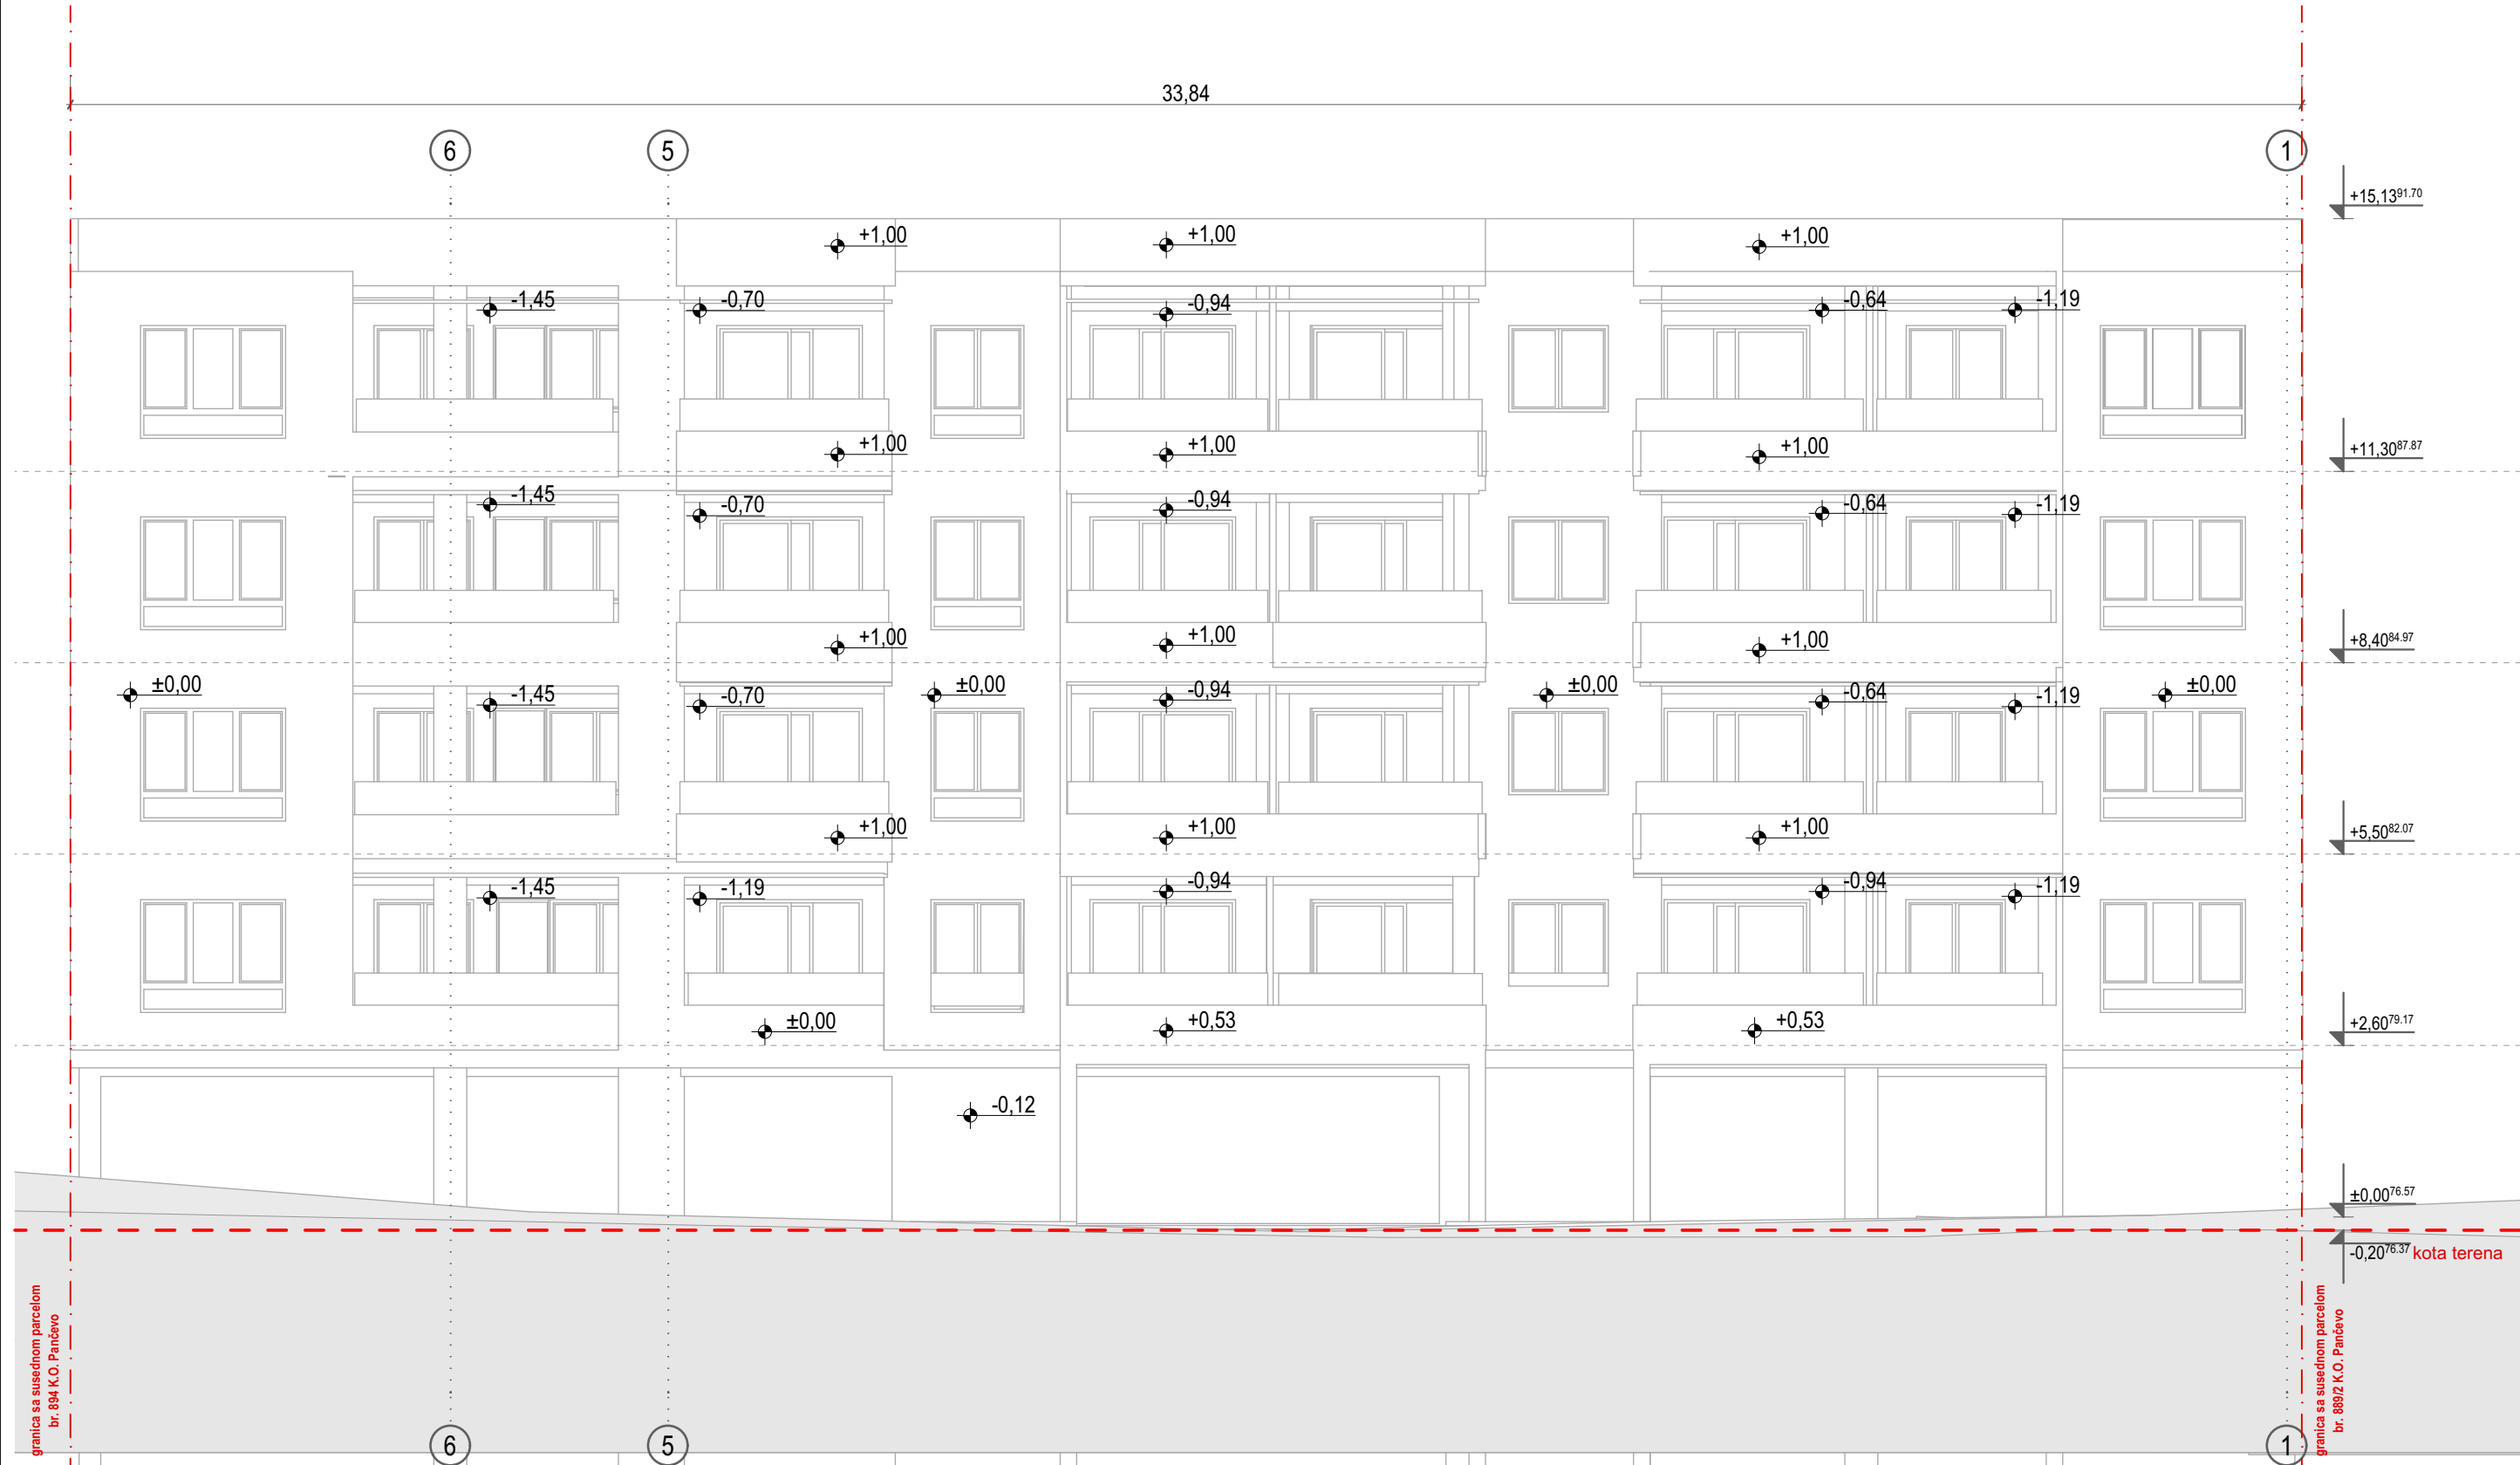 33,84
6 5 1
+15,13 91.70
+1,00 +1,00 +1,00
-1,45 -0,70 -0,94 -0,64 -1,19
+1,00 +1,00 +1,00
+11,30 87.87
-1,45 -0,70 -0,94 -0,64 -1,19
+1,00 +1,00 +1,00
+8,40 84.97
±0,00 -1,45 -0,70 ±0,00 -0,94 ±0,00 -0,64 -1,19 ±0,00
+1,00 +1,00 +1,00
+5,50 82.07
-1,45 -1,19 -0,94 -0,94 -1,19
±0,00 +0,53 +0,53
+2,60 79.17
-0,12
±0,00 76.57
-0,20 76.37 kota terena
granica sa susednom parcelom
br. 894 K.O. Pančevo
granica sa susednom parcelom
br. 889/2 K.O. Pančevo
6 5 1